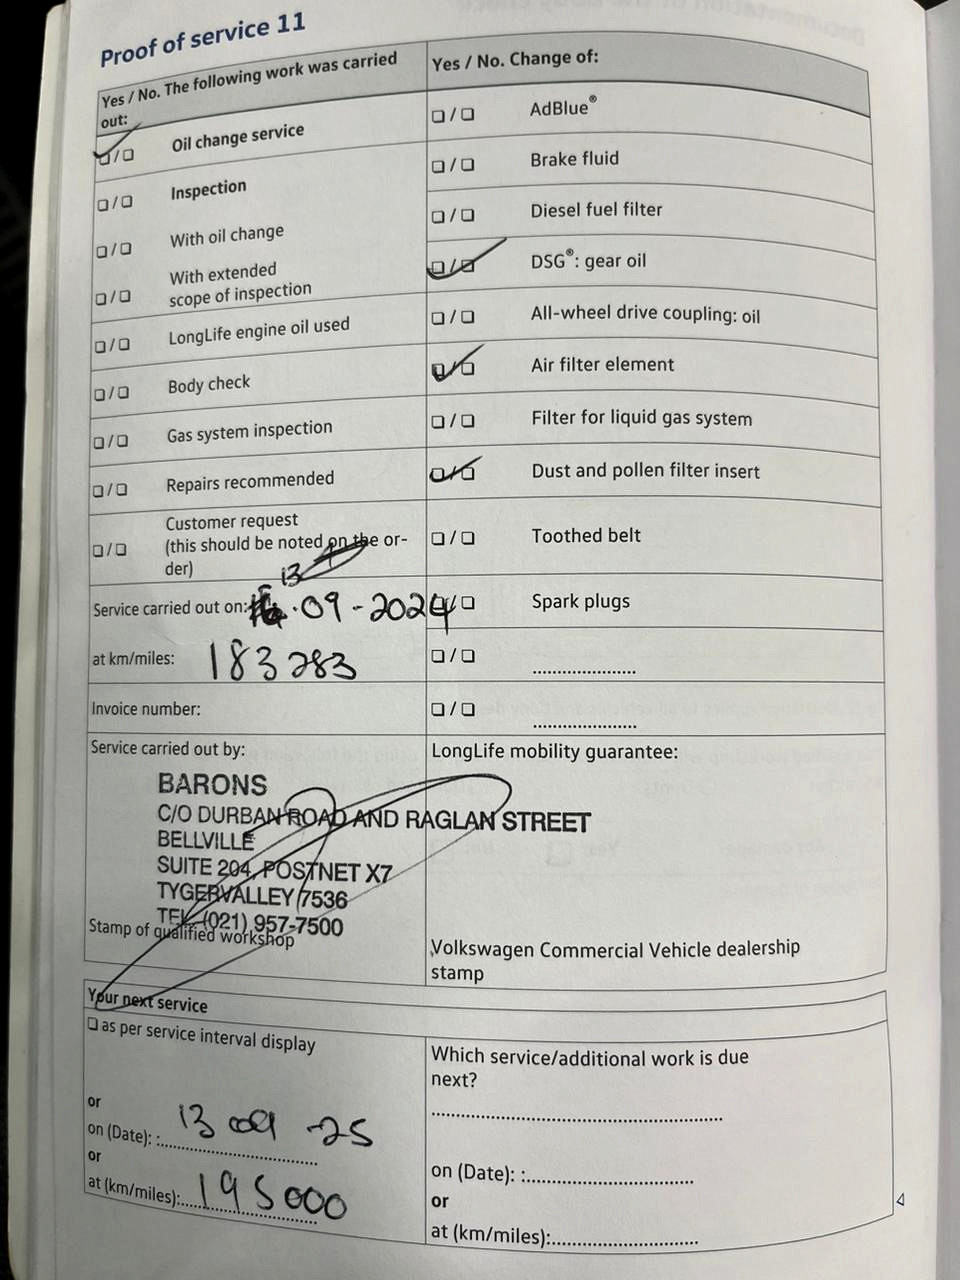 Proof of service 11
Yes / No. The following work was carried out:
☑/☐ Oil change service
☐/☐ Inspection
☐/☐ With oil change
☐/☐ With extended scope of inspection
☐/☐ LongLife engine oil used
☐/☐ Body check
☐/☐ Gas system inspection
☐/☐ Repairs recommended
☐/☐ Customer request
(this should be noted on the or-
der)
Service carried out on: 13.09-2024
at km/miles: 183 283
Invoice number:
Service carried out by:
BARONS
C/O DURBAN ROAD AND RAGLAN STREET
BELLVILLE
SUITE 204, POSTNET X7
TYGERVALLEY 7536
TEL: (021) 957-7500
Stamp of qualified workshop
Yes / No. Change of:
☐/☐ AdBlue®
☐/☐ Brake fluid
☐/☐ Diesel fuel filter
☑/☐ DSG®: gear oil
☐/☐ All-wheel drive coupling: oil
☑/☐ Air filter element
☐/☐ Filter for liquid gas system
☑/☐ Dust and pollen filter insert
☐/☐ Toothed belt
☐/☐ Spark plugs
☐/☐ ......................
☐/☐ ......................
LongLife mobility guarantee:
Volkswagen Commercial Vehicle dealership
stamp
Your next service
☐ as per service interval display
or
on (Date): : 13 09 -25
or
at (km/miles): 195000
Which service/additional work is due
next?
on (Date): :
or
at (km/miles):